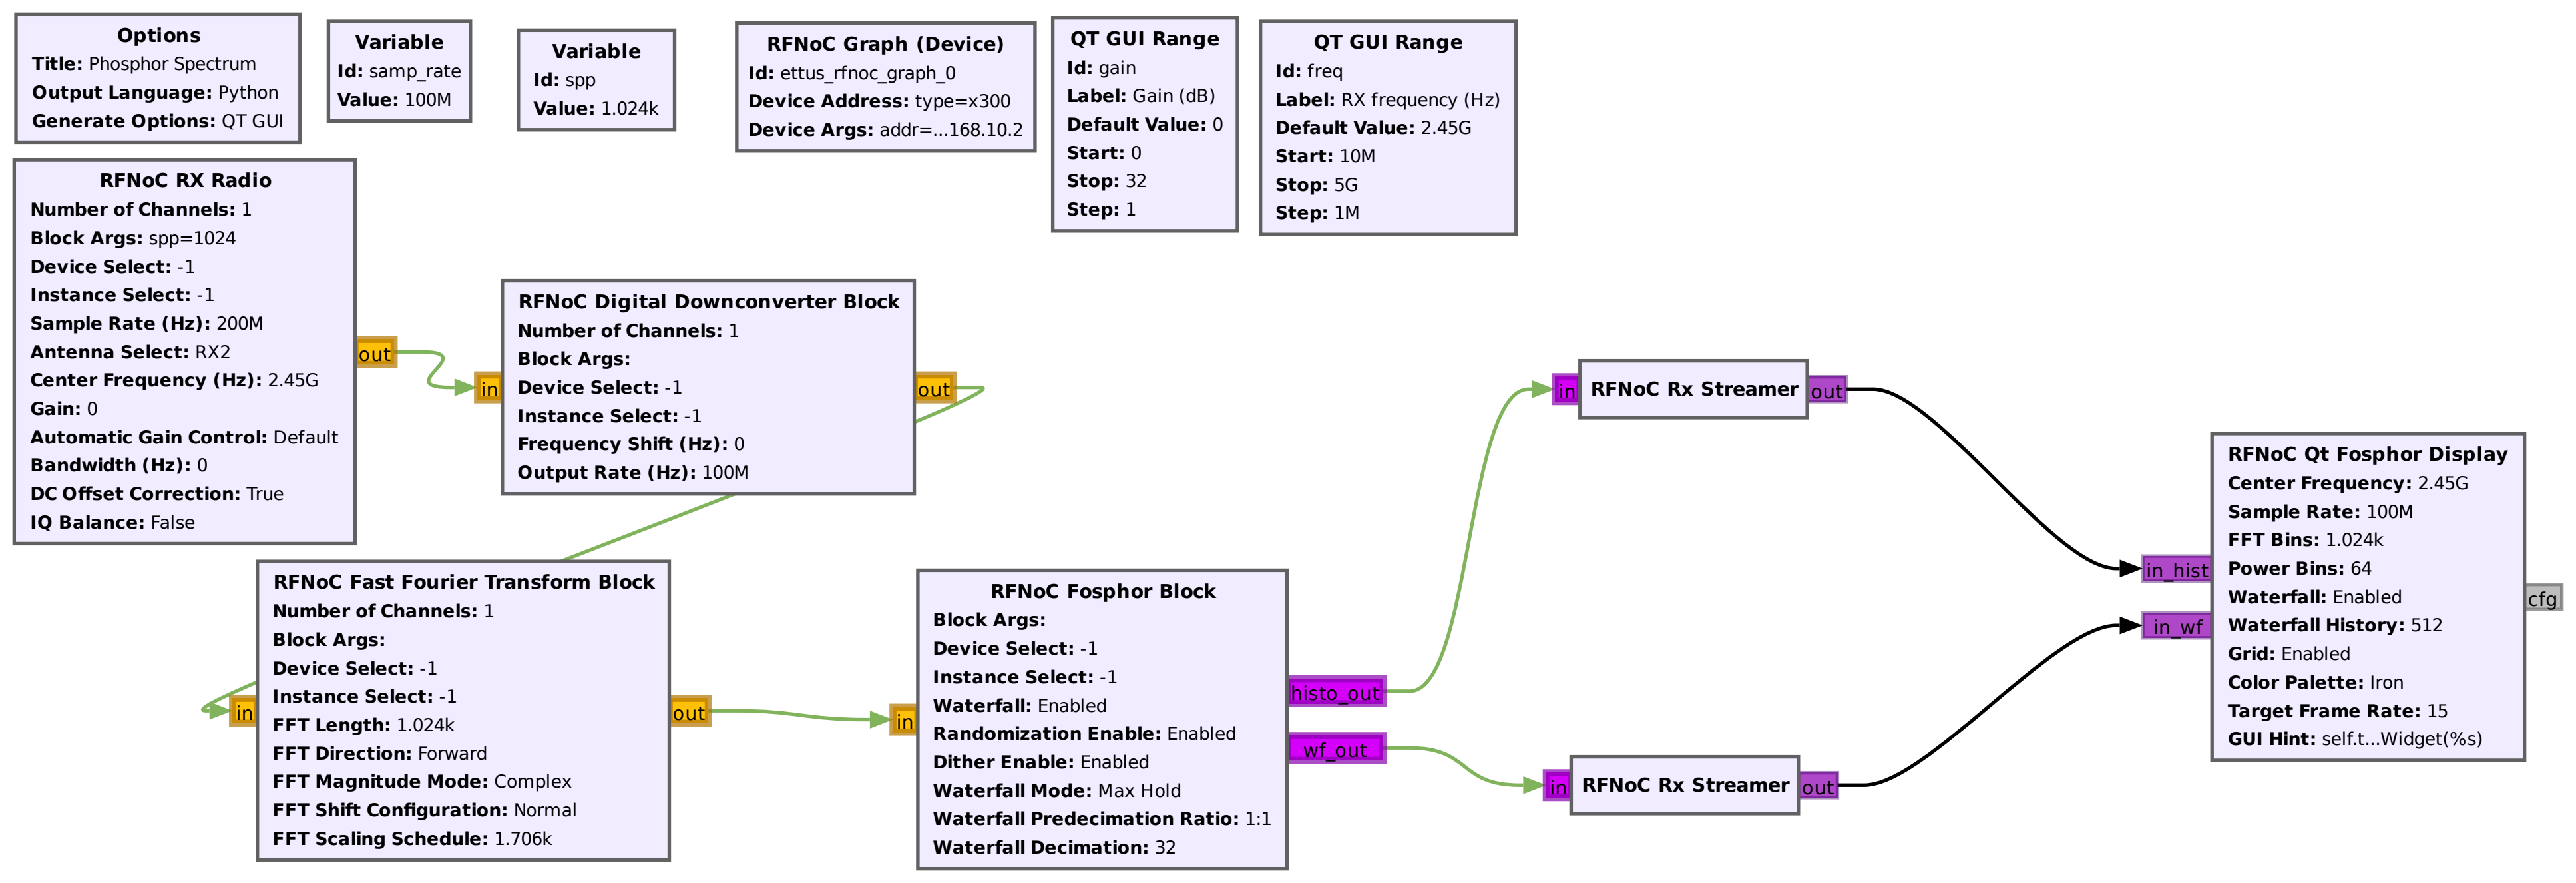 Options
Title: Phosphor Spectrum
Output Language: Python
Generate Options: QT GUI
Variable
Id: samp_rate
Value: 100M
Variable
Id: spp
Value: 1.024k
RFNoC Graph (Device)
Id: ettus_rfnoc_graph_0
Device Address: type=x300
Device Args: addr=...168.10.2
QT GUI Range
Id: gain
Label: Gain (dB)
Default Value: 0
Start: 0
Stop: 32
Step: 1
QT GUI Range
Id: freq
Label: RX frequency (Hz)
Default Value: 2.45G
Start: 10M
Stop: 5G
Step: 1M
RFNoC RX Radio
Number of Channels: 1
Block Args: spp=1024
Device Select: -1
Instance Select: -1
Sample Rate (Hz): 200M
Antenna Select: RX2
Center Frequency (Hz): 2.45G
Gain: 0
Automatic Gain Control: Default
Bandwidth (Hz): 0
DC Offset Correction: True
IQ Balance: False
out
in
RFNoC Digital Downconverter Block
Number of Channels: 1
Block Args:
Device Select: -1
Instance Select: -1
Frequency Shift (Hz): 0
Output Rate (Hz): 100M
out
in
RFNoC Fast Fourier Transform Block
Number of Channels: 1
Block Args:
Device Select: -1
Instance Select: -1
FFT Length: 1.024k
FFT Direction: Forward
FFT Magnitude Mode: Complex
FFT Shift Configuration: Normal
FFT Scaling Schedule: 1.706k
out
in
RFNoC Fosphor Block
Block Args:
Device Select: -1
Instance Select: -1
Waterfall: Enabled
Randomization Enable: Enabled
Dither Enable: Enabled
Waterfall Mode: Max Hold
Waterfall Predecimation Ratio: 1:1
Waterfall Decimation: 32
histo_out
wf_out
in
RFNoC Rx Streamer
out
in
RFNoC Rx Streamer
out
in_hist
in_wf
RFNoC Qt Fosphor Display
Center Frequency: 2.45G
Sample Rate: 100M
FFT Bins: 1.024k
Power Bins: 64
Waterfall: Enabled
Waterfall History: 512
Grid: Enabled
Color Palette: Iron
Target Frame Rate: 15
GUI Hint: self.t...Widget(%s)
cfg